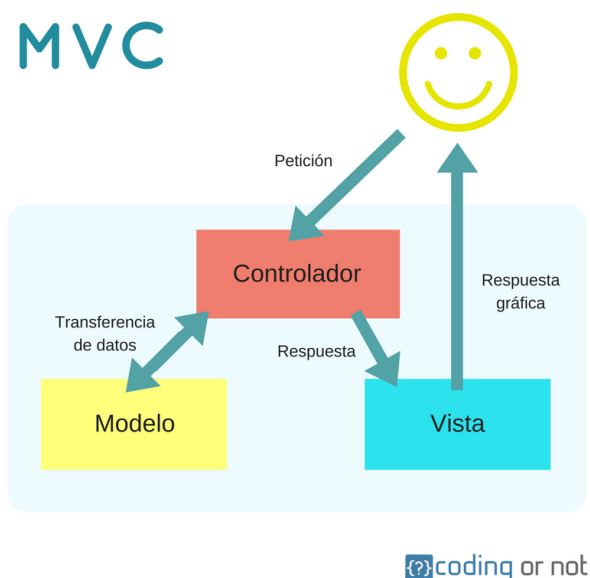 MVC
Petición
Controlador
Respuesta
gráfica
Transferencia
de datos
Respuesta
Modelo
Vista
{?} coding or not